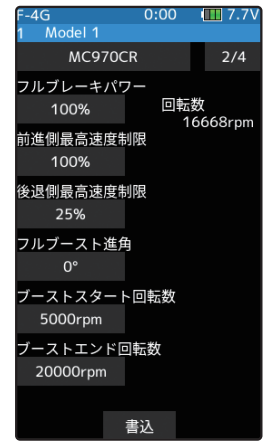 F-4G 0:00 7.7V
1 Model 1
MC970CR 2/4
フルブレーキパワー
100%
回転数
16668rpm
前進側最高速度制限
100%
後退側最高速度制限
25%
フルブースト進角
0°
ブーストスタート回転数
5000rpm
ブーストエンド回転数
20000rpm
書込